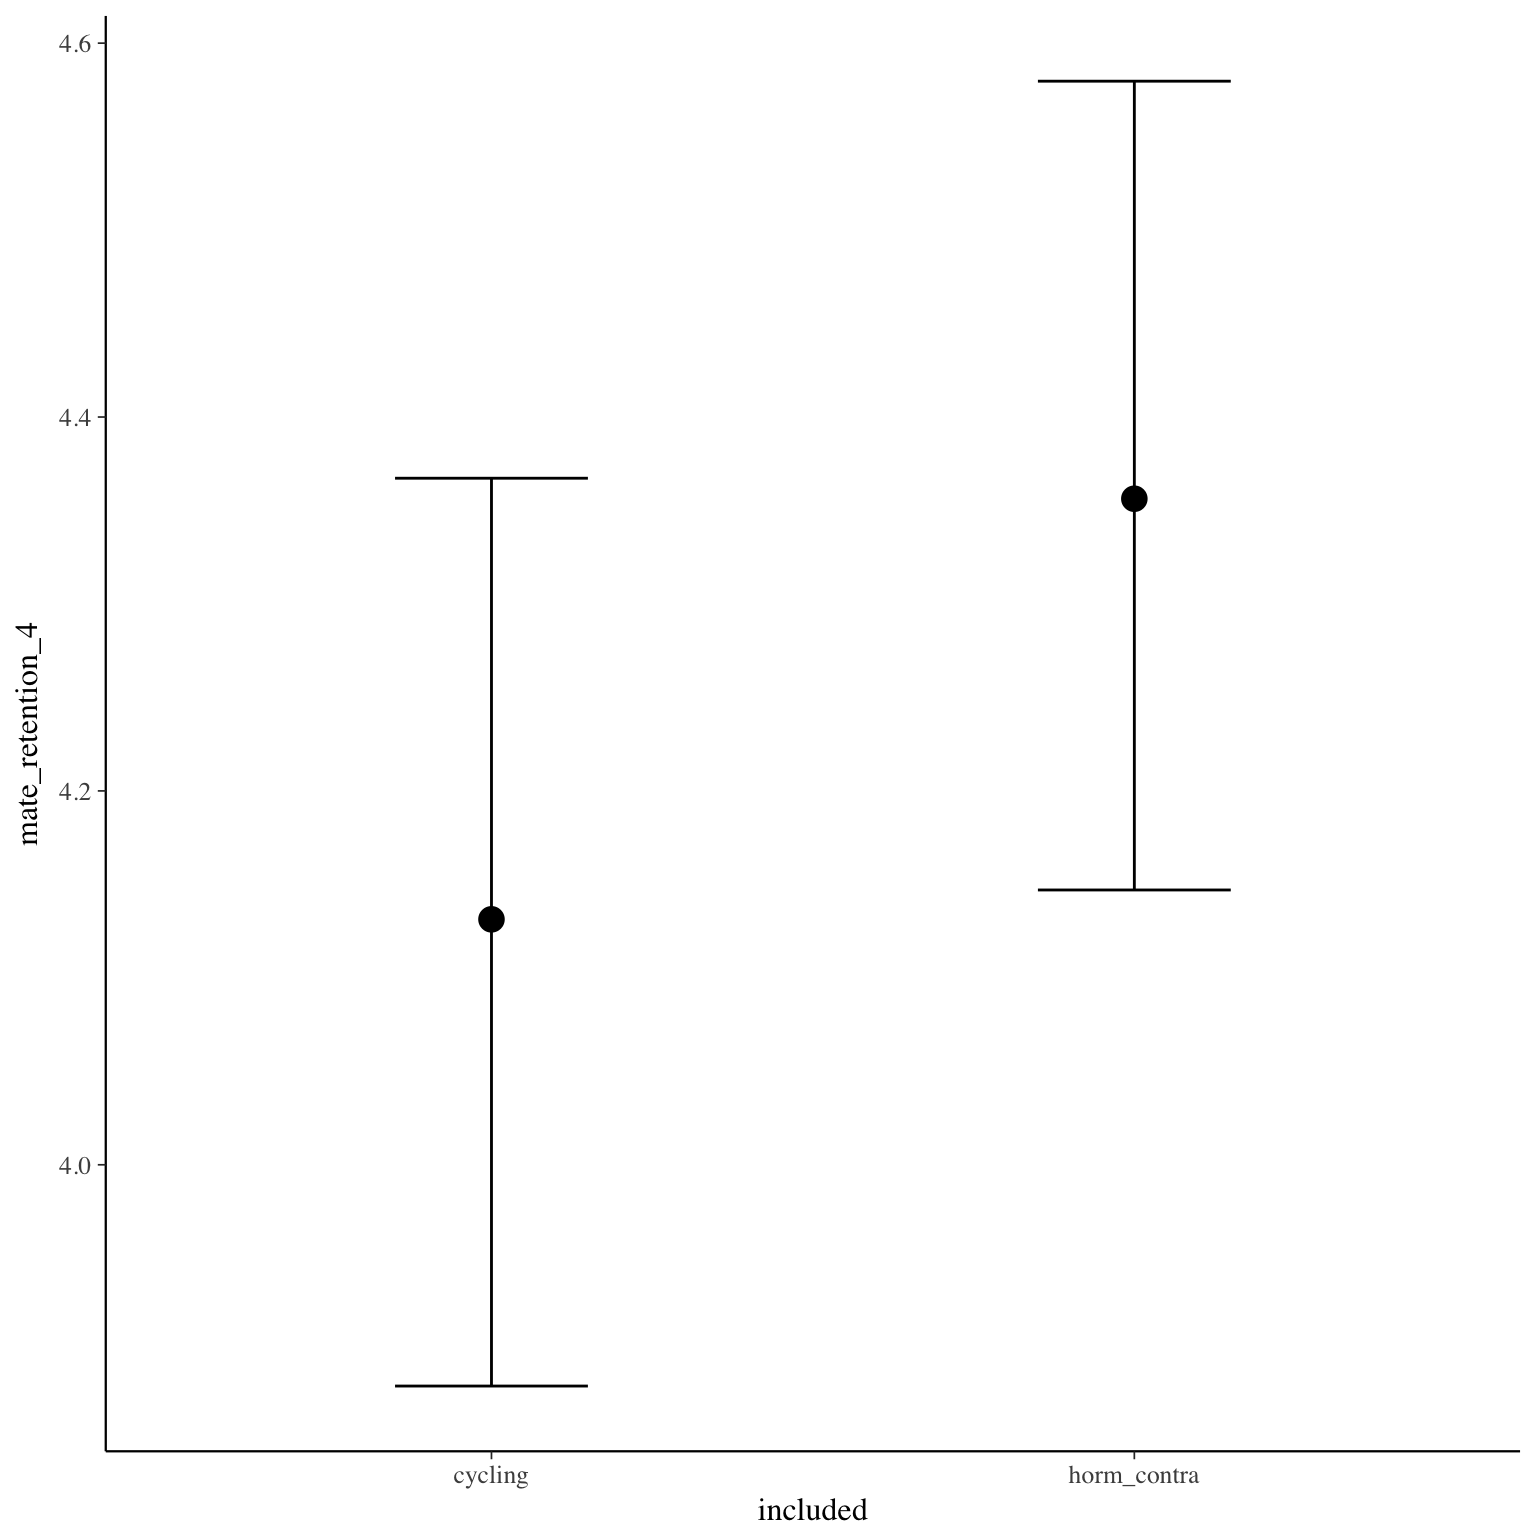 4.6
4.4
4.2
4.0
mate_retention_4
cycling
horm_contra
included